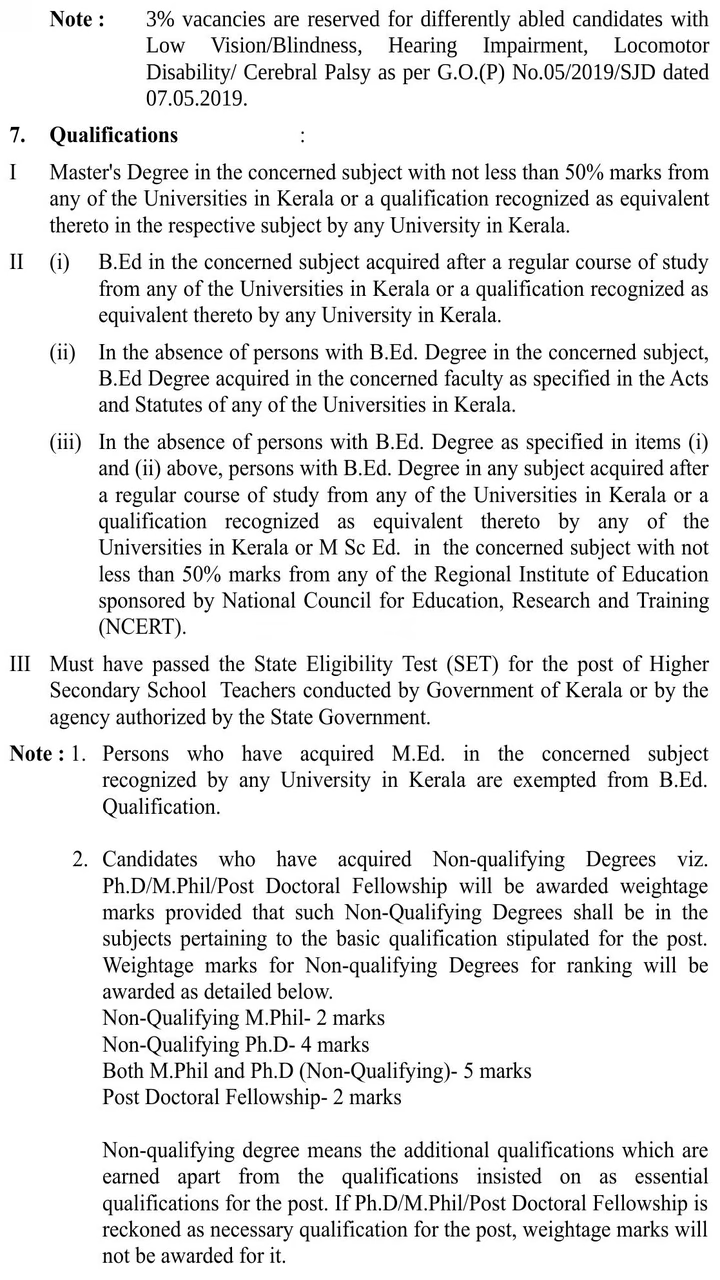 Note : 3% vacancies are reserved for differently abled candidates with
Low Vision/Blindness, Hearing Impairment, Locomotor
Disability/ Cerebral Palsy as per G.O.(P) No.05/2019/SJD dated
07.05.2019.
7. Qualifications :
I Master's Degree in the concerned subject with not less than 50% marks from
any of the Universities in Kerala or a qualification recognized as equivalent
thereto in the respective subject by any University in Kerala.
II (i) B.Ed in the concerned subject acquired after a regular course of study
from any of the Universities in Kerala or a qualification recognized as
equivalent thereto by any University in Kerala.
(ii) In the absence of persons with B.Ed. Degree in the concerned subject,
B.Ed Degree acquired in the concerned faculty as specified in the Acts
and Statutes of any of the Universities in Kerala.
(iii) In the absence of persons with B.Ed. Degree as specified in items (i)
and (ii) above, persons with B.Ed. Degree in any subject acquired after
a regular course of study from any of the Universities in Kerala or a
qualification recognized as equivalent thereto by any of the
Universities in Kerala or M Sc Ed. in the concerned subject with not
less than 50% marks from any of the Regional Institute of Education
sponsored by National Council for Education, Research and Training
(NCERT).
III Must have passed the State Eligibility Test (SET) for the post of Higher
Secondary School Teachers conducted by Government of Kerala or by the
agency authorized by the State Government.
Note : 1. Persons who have acquired M.Ed. in the concerned subject
recognized by any University in Kerala are exempted from B.Ed.
Qualification.
2. Candidates who have acquired Non-qualifying Degrees viz.
Ph.D/M.Phil/Post Doctoral Fellowship will be awarded weightage
marks provided that such Non-Qualifying Degrees shall be in the
subjects pertaining to the basic qualification stipulated for the post.
Weightage marks for Non-qualifying Degrees for ranking will be
awarded as detailed below.
Non-Qualifying M.Phil- 2 marks
Non-Qualifying Ph.D- 4 marks
Both M.Phil and Ph.D (Non-Qualifying)- 5 marks
Post Doctoral Fellowship- 2 marks
Non-qualifying degree means the additional qualifications which are
earned apart from the qualifications insisted on as essential
qualifications for the post. If Ph.D/M.Phil/Post Doctoral Fellowship is
reckoned as necessary qualification for the post, weightage marks will
not be awarded for it.